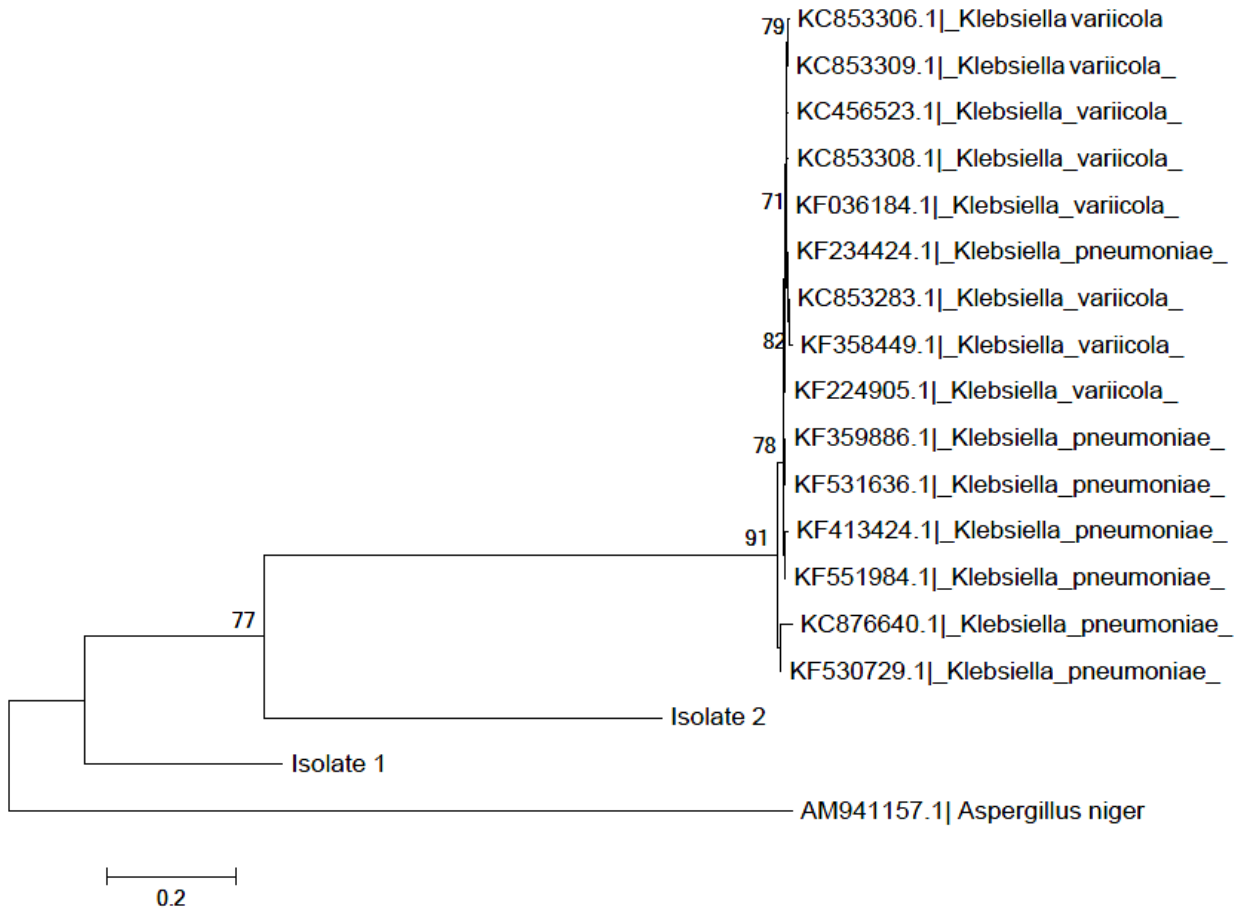 79
KC853306.1|_Klebsiella variicola
KC853309.1|_Klebsiella variicola_
KC456523.1|_Klebsiella_variicola_
KC853308.1|_Klebsiella_variicola_
71
KF036184.1|_Klebsiella_variicola_
KF234424.1|_Klebsiella_pneumoniae_
KC853283.1|_Klebsiella_variicola_
82
KF358449.1|_Klebsiella_variicola_
KF224905.1|_Klebsiella_variicola_
78
KF359886.1|_Klebsiella_pneumoniae_
KF531636.1|_Klebsiella_pneumoniae_
91
KF413424.1|_Klebsiella_pneumoniae_
KF551984.1|_Klebsiella_pneumoniae_
77
KC876640.1|_Klebsiella_pneumoniae_
KF530729.1|_Klebsiella_pneumoniae_
Isolate 2
Isolate 1
AM941157.1| Aspergillus niger
0.2